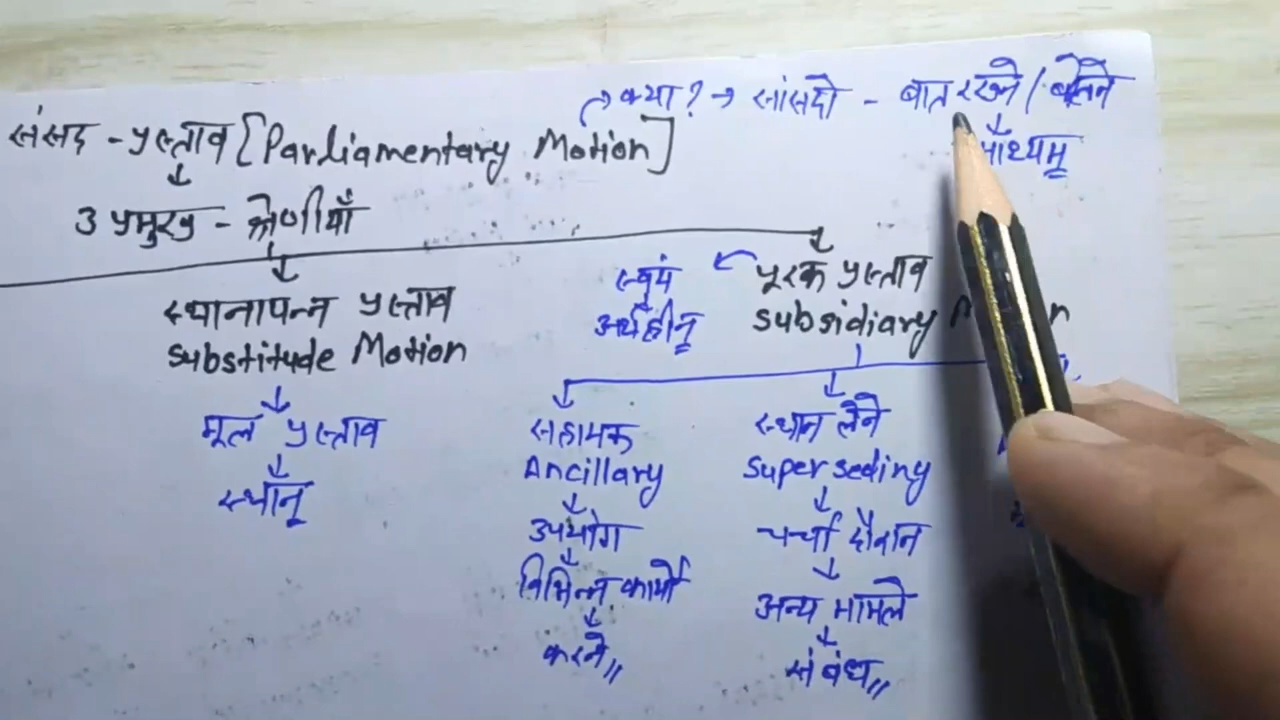 क्या? → सांसदो - बात रखने / बोलने
माध्यम
संसद - प्रस्ताव [Parliamentary Motion]
3 प्रमुख - श्रेणीयाँ
स्थानापन्न प्रस्ताव
Substitude Motion
मूल प्रस्ताव
स्थान
स्वयं
अर्थहीन
पूरक प्रस्ताव
Subsidiary
सहायक
Ancillary
उपयोग
विभिन्न कार्यो
करने //
स्थान लेने
Superseding
चर्चा दौरान
अन्य मामले
संबंध //